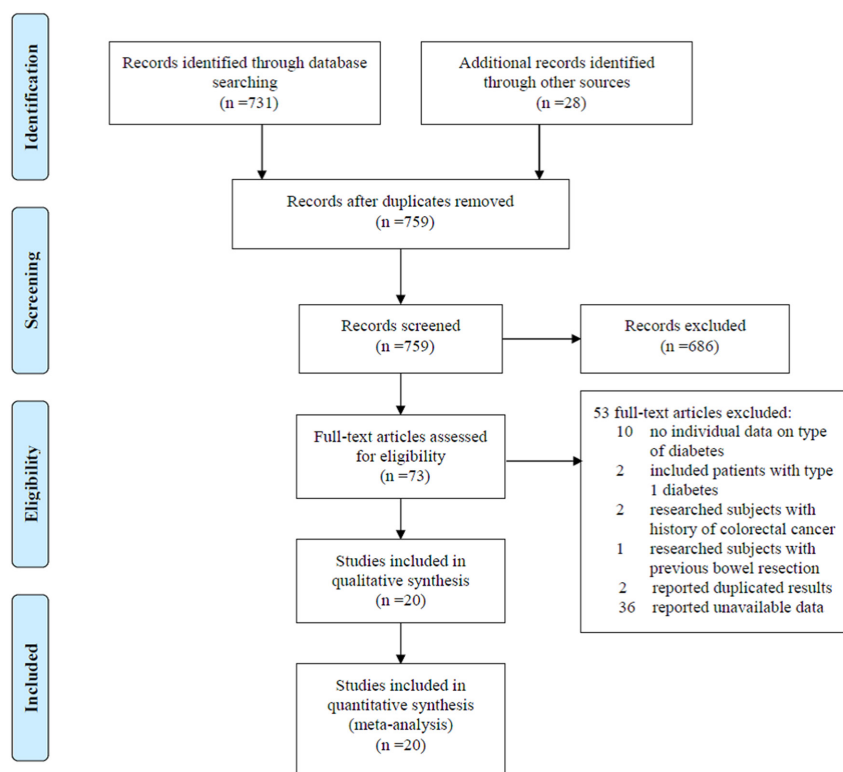 Identification
Records identified through database
searching
(n =731)
Additional records identified
through other sources
(n =28)
Records after duplicates removed
(n =759)
Screening
Records screened
(n =759)
Records excluded
(n =686)
Eligibility
Full-text articles assessed
for eligibility
(n =73)
53 full-text articles excluded:
10 no individual data on type
of diabetes
2 included patients with type
1 diabetes
2 researched subjects with
history of colorectal cancer
1 researched subjects with
previous bowel resection
2 reported duplicated results
36 reported unavailable data
Studies included in
qualitative synthesis
(n =20)
Included
Studies included in
quantitative synthesis
(meta-analysis)
(n =20)